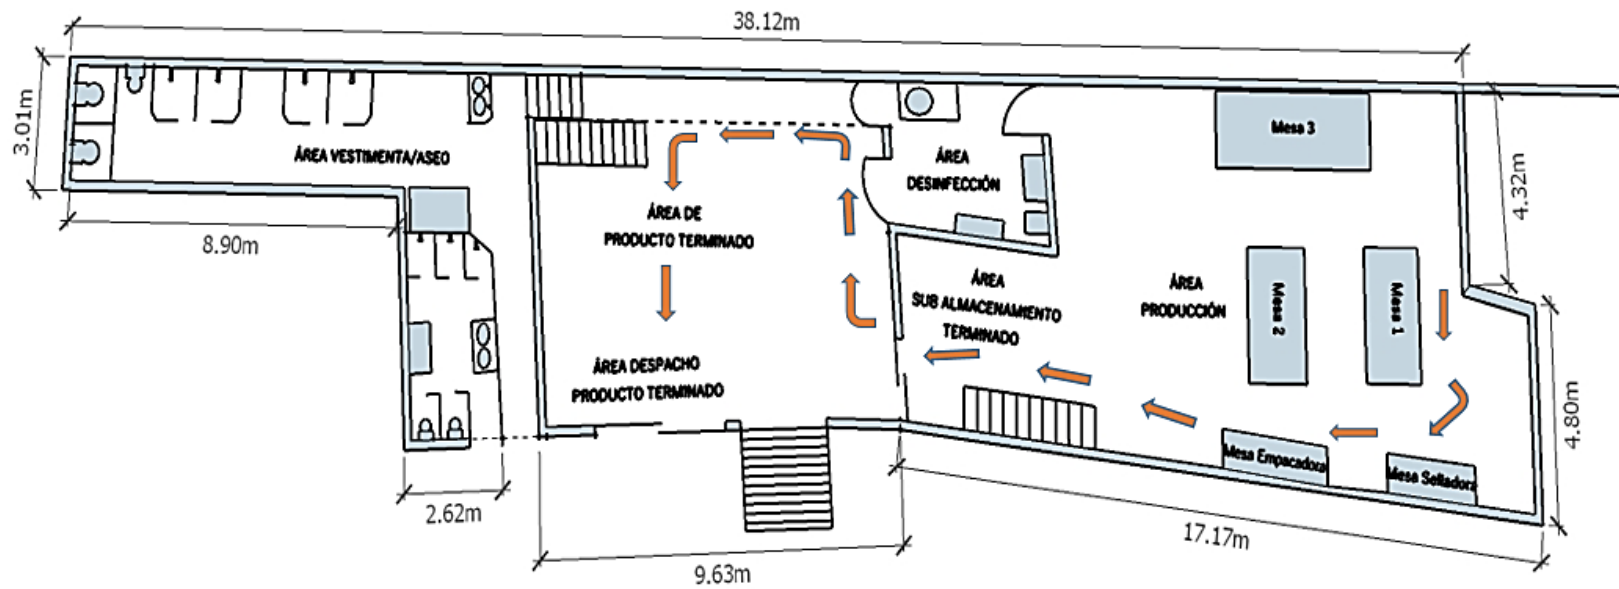 38.12m
3.01m
8.90m
ÁREA VESTIMENTA/ASEO
2.62m
ÁREA DE
PRODUCTO TERMINADO
ÁREA DESPACHO
PRODUCTO TERMINADO
9.63m
ÁREA
DESINFECCIÓN
ÁREA
SUB ALMACENAMIENTO
TERMINADO
ÁREA
PRODUCCIÓN
Mesa 3
Mesa 2
Mesa 1
Mesa Empacadora
Mesa Selladora
4.32m
4.80m
17.17m